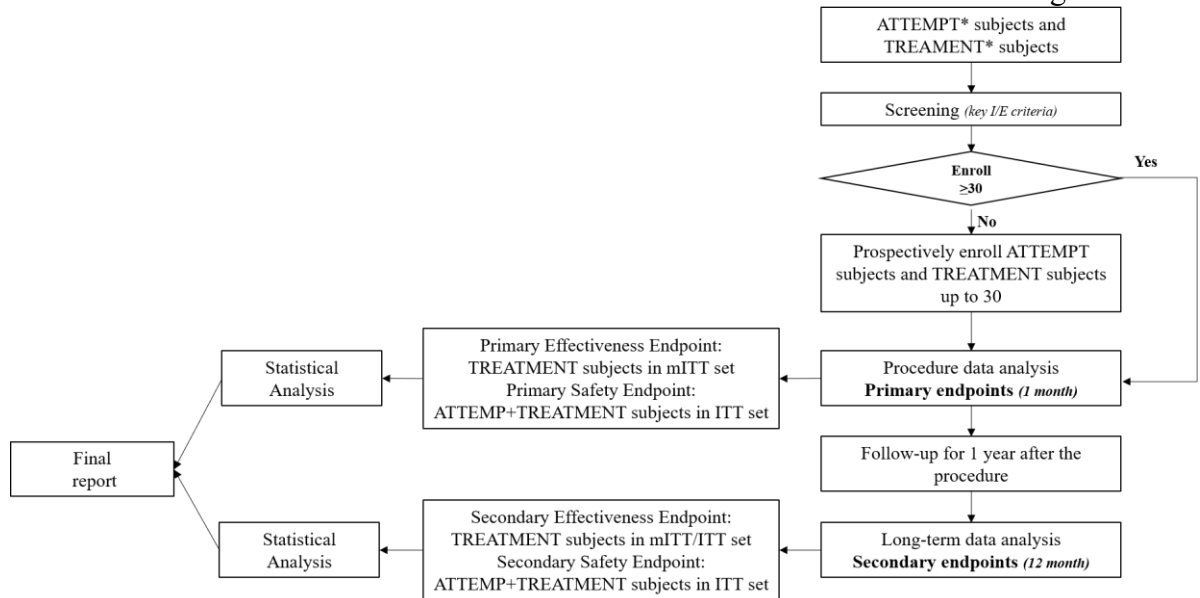 ATTEMPT* subjects and
TREAMENT* subjects
Screening (key I/E criteria)
Enroll
≥30
Yes
No
Prospectively enroll ATTEMPT
subjects and TREATMENT subjects
up to 30
Procedure data analysis
Primary endpoints (1 month)
Primary Effectiveness Endpoint:
TREATMENT subjects in mITT set
Primary Safety Endpoint:
ATTEMP+TREATMENT subjects in ITT set
Statistical
Analysis
Final
report
Follow-up for 1 year after the
procedure
Long-term data analysis
Secondary endpoints (12 month)
Secondary Effectiveness Endpoint:
TREATMENT subjects in mITT/ITT set
Secondary Safety Endpoint:
ATTEMP+TREATMENT subjects in ITT set
Statistical
Analysis